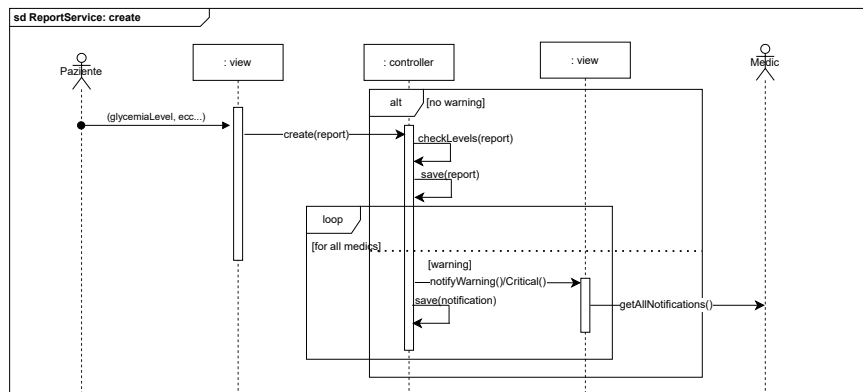 sd ReportService: create
: view
: controller
: view
Paziente
Medic
alt
[no warning]
(glycemiaLevel, ecc...)
create(report)
checkLevels(report)
save(report)
loop
[for all medics]
[warning]
notifyWarning()/Critical()
save(notification)
getAllNotifications()